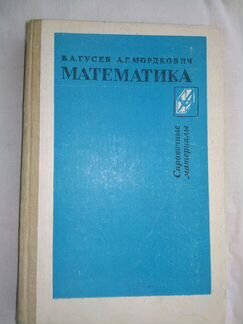 В.А.ГУСЕВ А.Г.МОРДКОВИЧ
МАТЕМАТИКА
Справочные
материалы